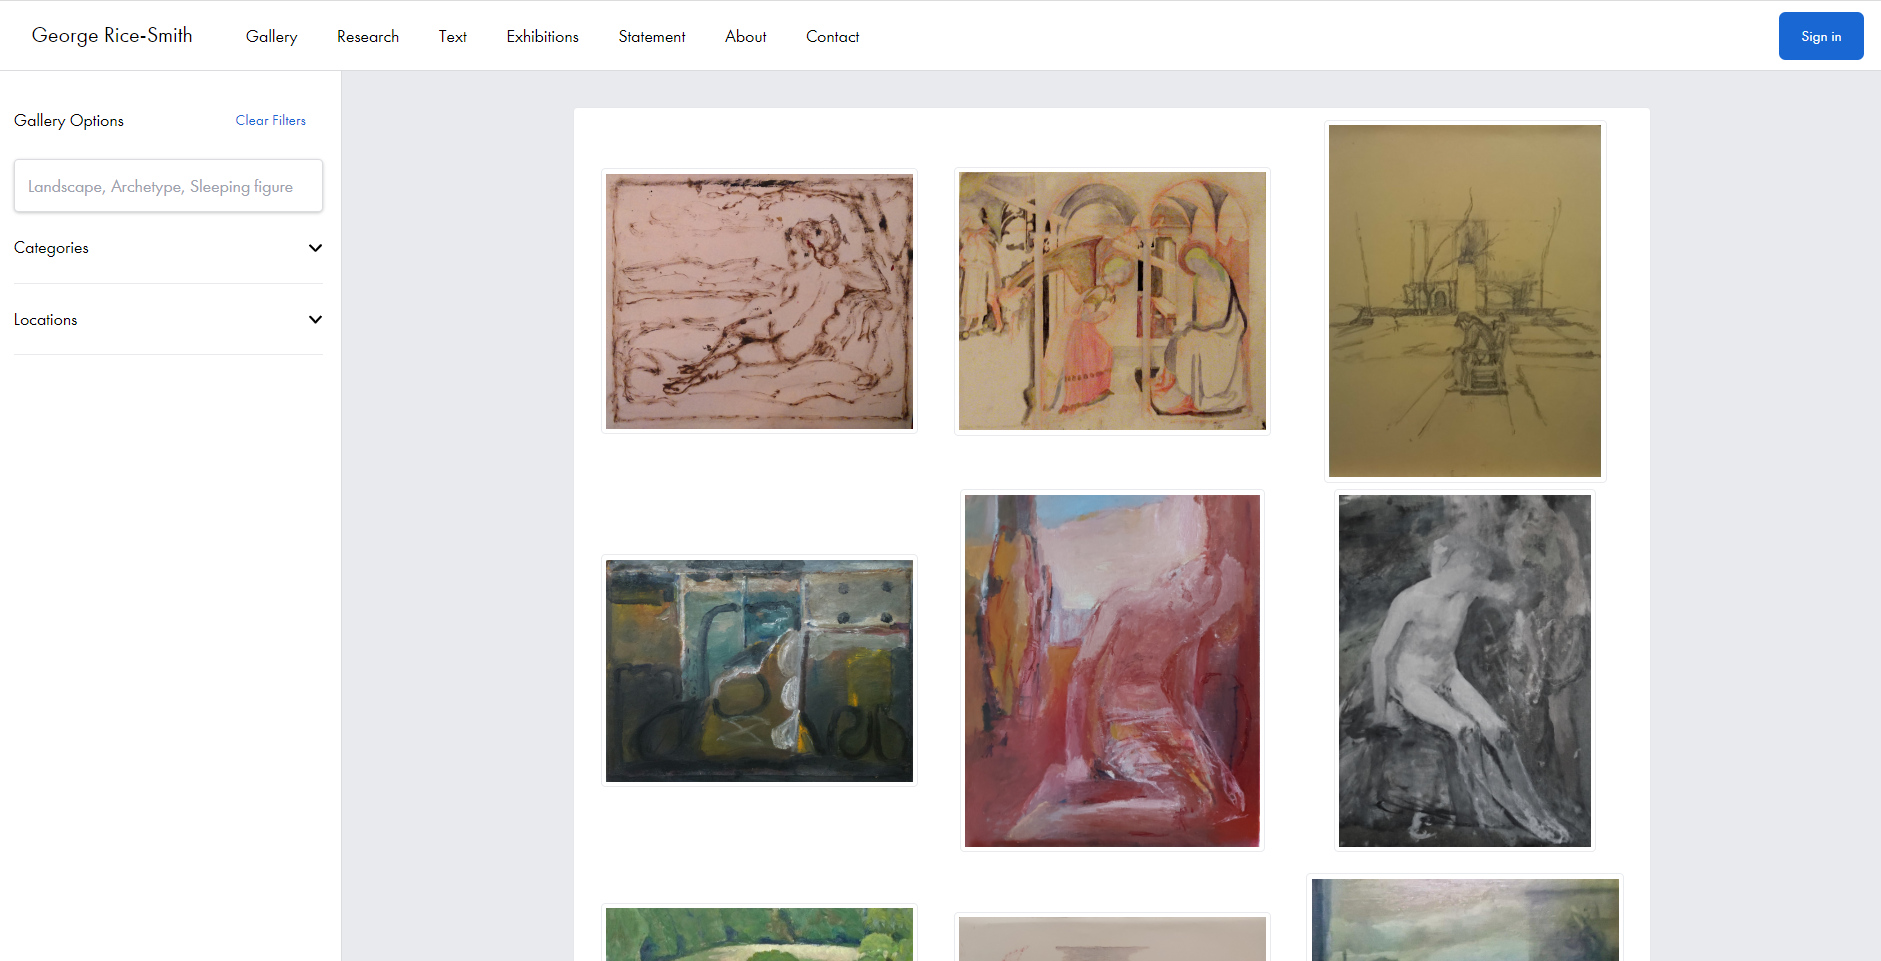 George Rice-Smith Gallery Research Text Exhibitions Statement About Contact Sign in
Gallery Options Clear Filters
Landscape, Archetype, Sleeping figure
Categories
Locations